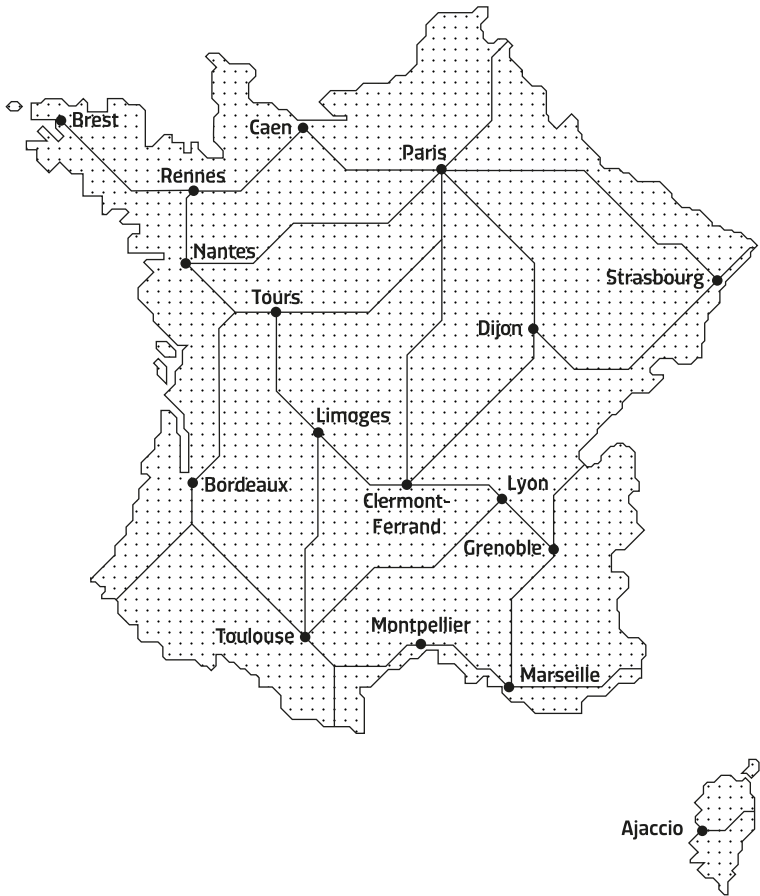 Brest
Caen
Paris
Rennes
Nantes
Strasbourg
Tours
Dijon
Limoges
Bordeaux
Lyon
Clermont-
Ferrand
Grenoble
Toulouse
Montpellier
Marseille
Ajaccio